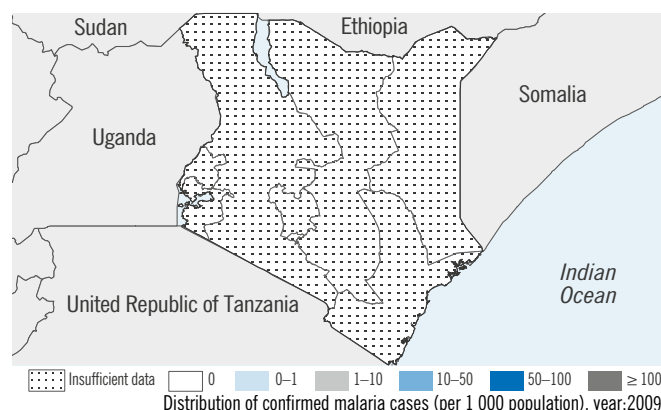 Sudan
Ethiopia
Somalia
Uganda
Indian
Ocean
United Republic of Tanzania
Insufficient data 0 0–1 1–10 10–50 50–100 ≥ 100
Distribution of confirmed malaria cases (per 1 000 population), year:2009